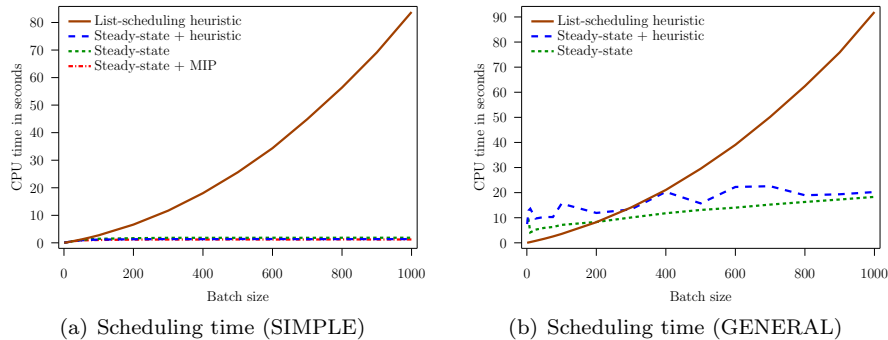 CPU time in seconds
80
70
60
50
40
30
20
10
0
List-scheduling heuristic
Steady-state + heuristic
Steady-state
Steady-state + MIP
0 200 400 600 800 1000
Batch size
(a) Scheduling time (SIMPLE)
CPU time in seconds
90
80
70
60
50
40
30
20
10
0
List-scheduling heuristic
Steady-state + heuristic
Steady-state
0 200 400 600 800 1000
Batch size
(b) Scheduling time (GENERAL)